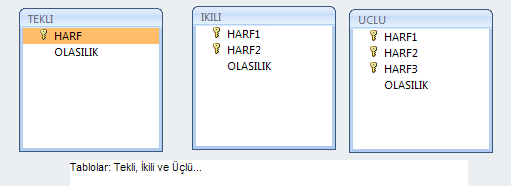 TEKLI
HARF
OLASILIK
IKILI
HARF1
HARF2
OLASILIK
UCLU
HARF1
HARF2
HARF3
OLASILIK
Tablolar: Tekli, İkili ve Üçlü...